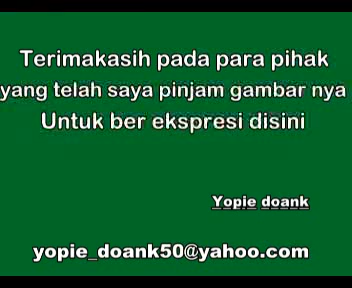 Terimakasih pada para pihak
yang telah saya pinjam gambar nya
Untuk ber ekspresi disini
Yopie doank
yopie_doank50@yahoo.com